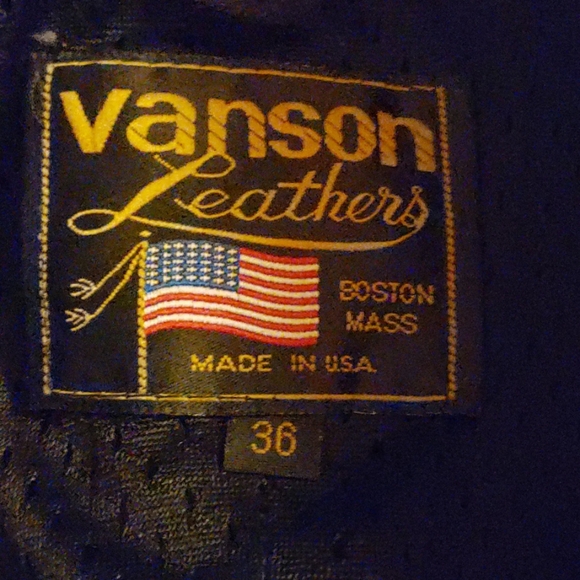 vanson
Leathers
BOSTON
MASS
MADE IN U.S.A.
36